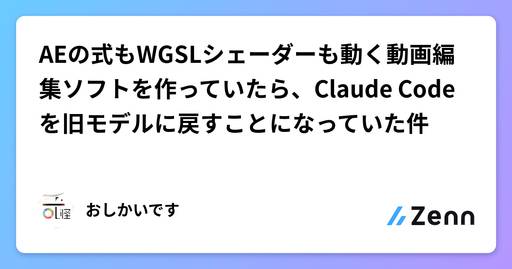 AEの式もWGSLシェーダーも動く動画編
集ソフトを作っていたら、Claude Code
を旧モデルに戻すことになっていた件
おしかいです
Zenn